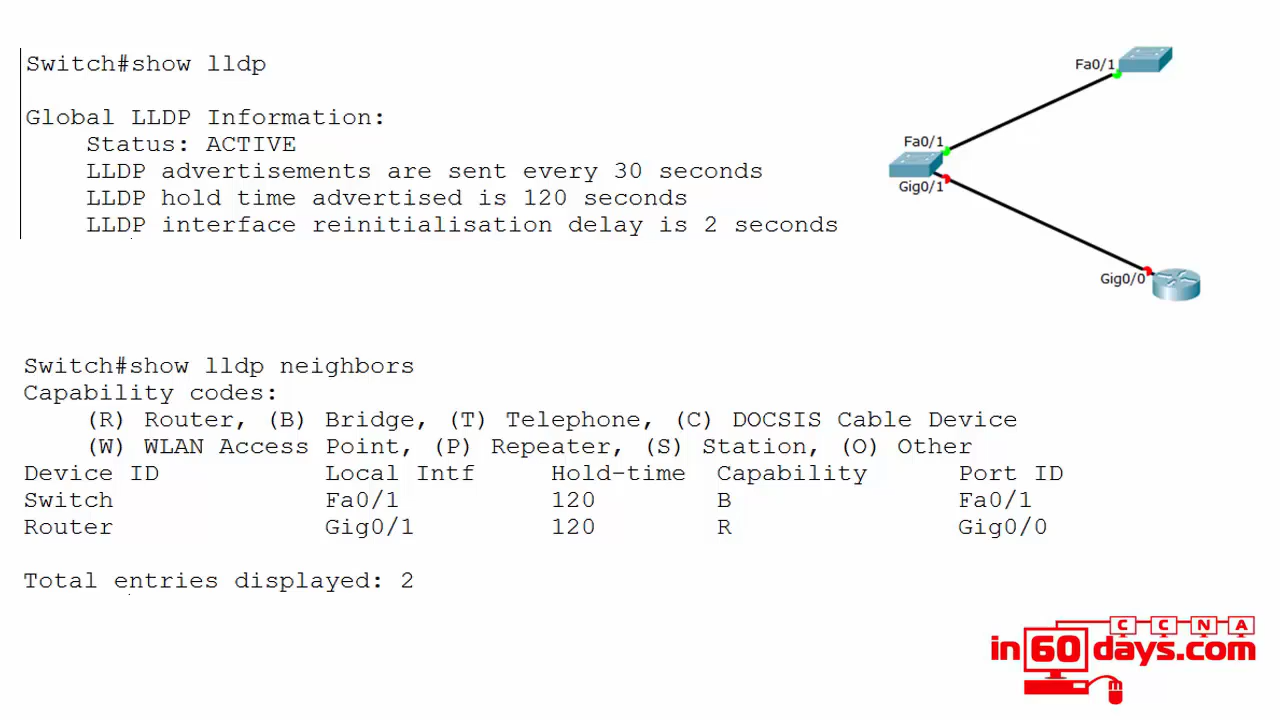 Switch#show lldp
Global LLDP Information:
Status: ACTIVE
LLDP advertisements are sent every 30 seconds
LLDP hold time advertised is 120 seconds
LLDP interface reinitialisation delay is 2 seconds
Fa0/1
Fa0/1
Gig0/1
Gig0/0
Switch#show lldp neighbors
Capability codes:
(R) Router, (B) Bridge, (T) Telephone, (C) DOCSIS Cable Device
(W) WLAN Access Point, (P) Repeater, (S) Station, (O) Other
Device ID Local Intf Hold-time Capability Port ID
Switch Fa0/1 120 B Fa0/1
Router Gig0/1 120 R Gig0/0
Total entries displayed: 2
CCNA
in60days.com